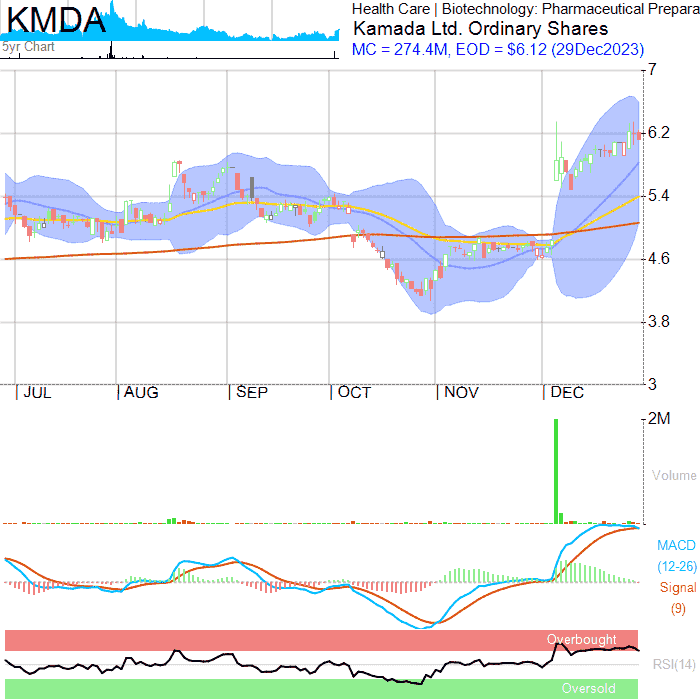 KMDA
5yr Chart
Health Care | Biotechnology: Pharmaceutical Prepara
Kamada Ltd. Ordinary Shares
MC = 274.4M, EOD = $6.12 (29Dec2023)
7
6.2
5.4
4.6
3.8
3
JUL AUG SEP OCT NOV DEC
2M
Volume
MACD
(12-26)
Signal
(9)
Overbought
RSI(14)
Oversold